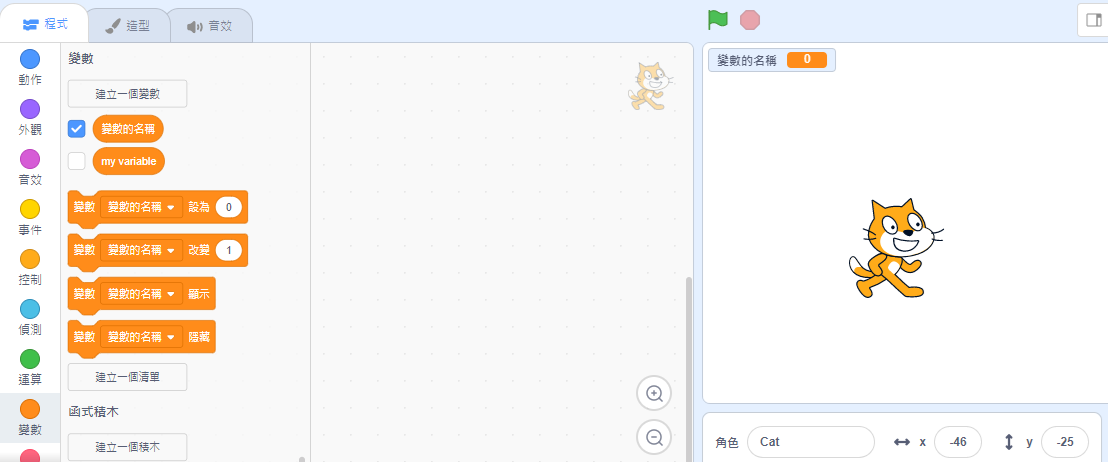 程式
造型
音效
動作
外觀
音效
事件
控制
偵測
運算
變數
變數
建立一個變數
變數的名稱
my variable
變數 變數的名稱 設為 0
變數 變數的名稱 改變 1
變數 變數的名稱 顯示
變數 變數的名稱 隱藏
建立一個清單
函式積木
建立一個積木
變數的名稱 0
角色 Cat x -46 y -25